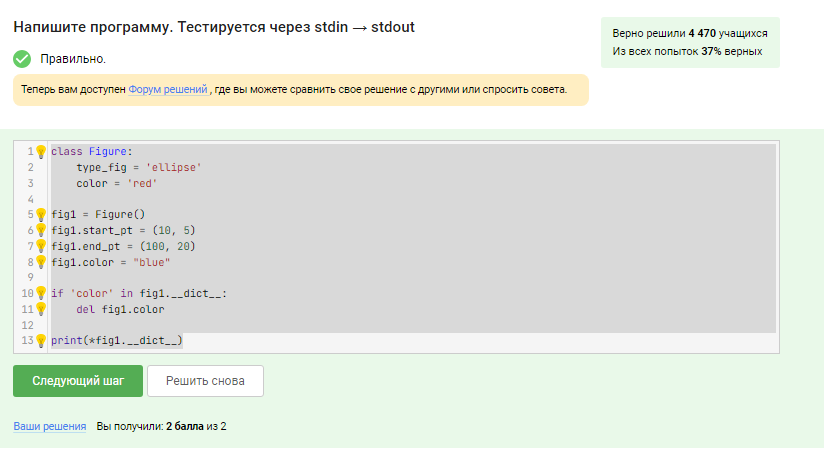 Напишите программу. Тестируется через stdin → stdout
Верно решили 4 470 учащихся
Из всех попыток 37% верных
Правильно.
Теперь вам доступен Форум решений , где вы можете сравнить свое решение с другими или спросить совета.
1 class Figure:
2     type_fig = 'ellipse'
3     color = 'red'
4
5 fig1 = Figure()
6 fig1.start_pt = (10, 5)
7 fig1.end_pt = (100, 20)
8 fig1.color = "blue"
9
10 if 'color' in fig1.__dict__:
11     del fig1.color
12
13 print(*fig1.__dict__)
Следующий шаг Решить снова
Ваши решения Вы получили: 2 балла из 2